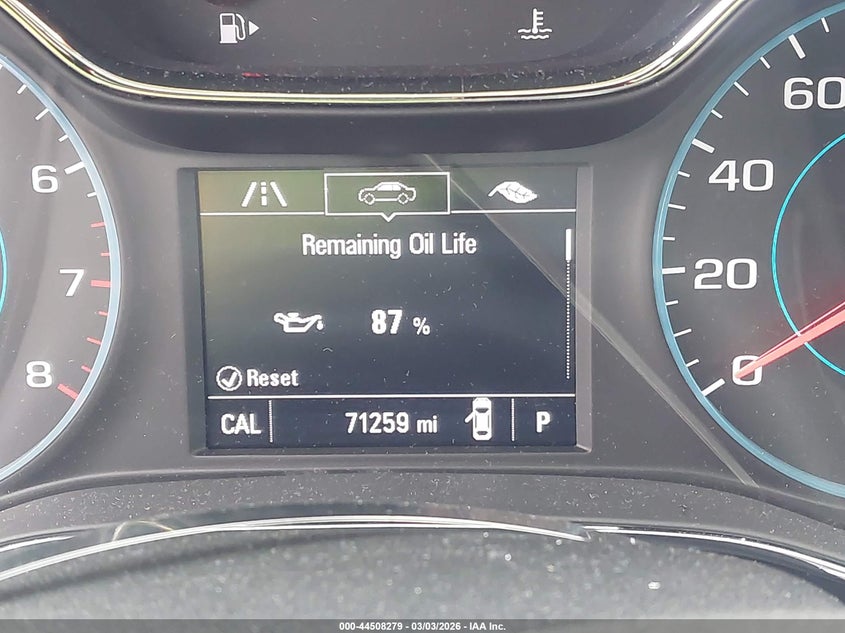 6
7
8
Remaining Oil Life
87 %
Reset
CAL 71259 mi P
60
40
20
0
000-44508279 - 03/03/2026 - IAA Inc.